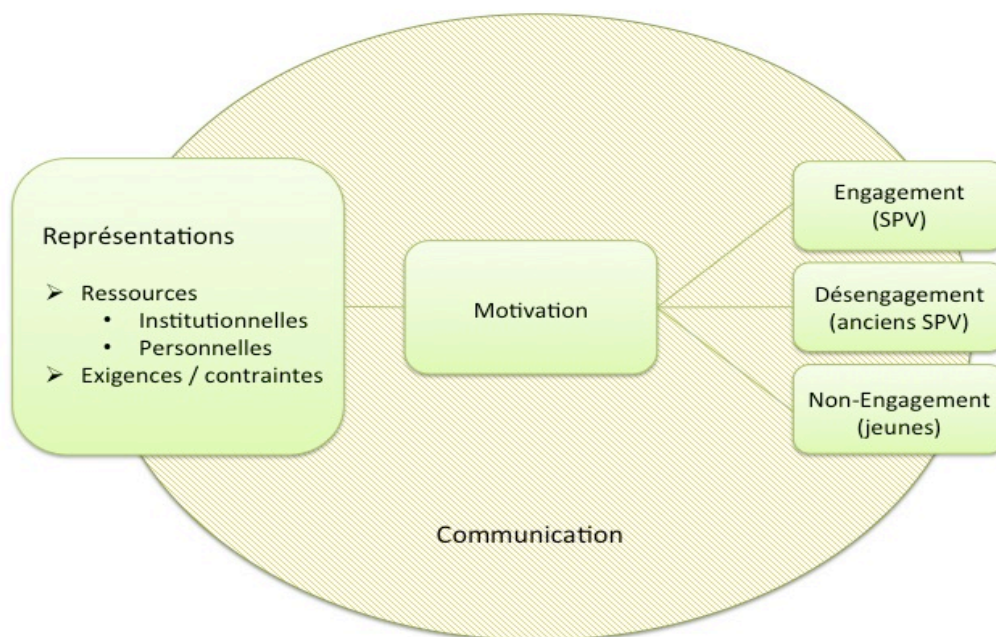 Représentations
➢ Ressources
• Institutionnelles
• Personnelles
➢ Exigences / contraintes
Motivation
Engagement
(SPV)
Désengagement
(anciens SPV)
Non-Engagement
(jeunes)
Communication